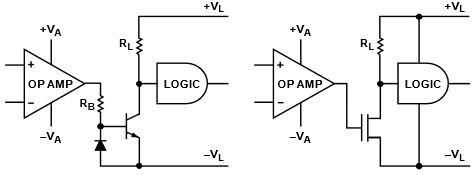 +VL
+VA
RL
+
OP AMP
−
LOGIC
RB
−VA
−VL
+VL
+VA
RL
+
OP AMP
−
LOGIC
−VA
−VL